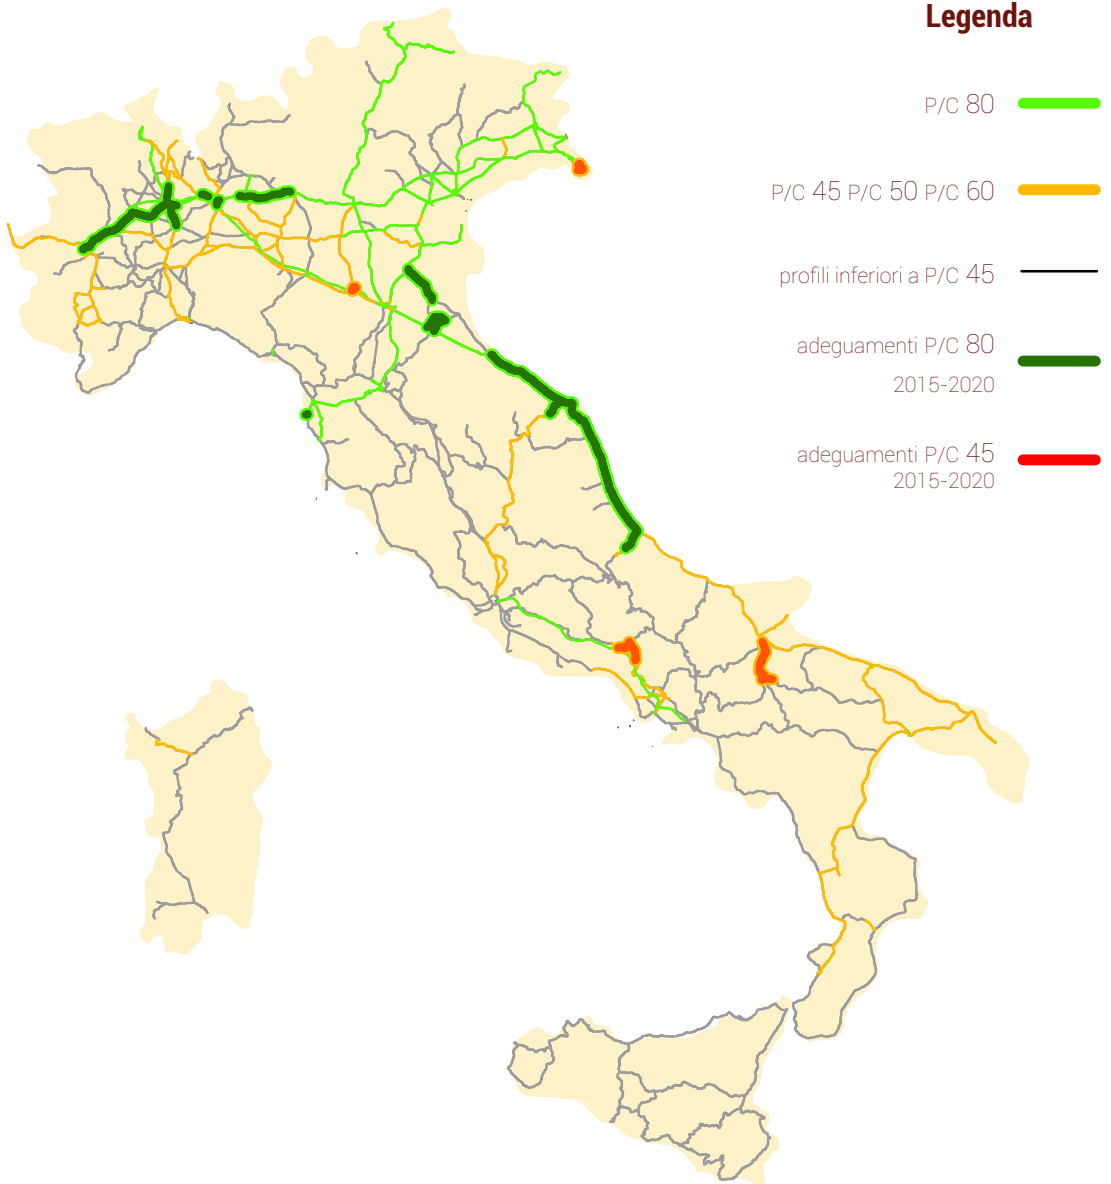 Legenda
P/C 80
P/C 45 P/C 50 P/C 60
profili inferiori a P/C 45
adeguamenti P/C 80
2015-2020
adeguamenti P/C 45
2015-2020